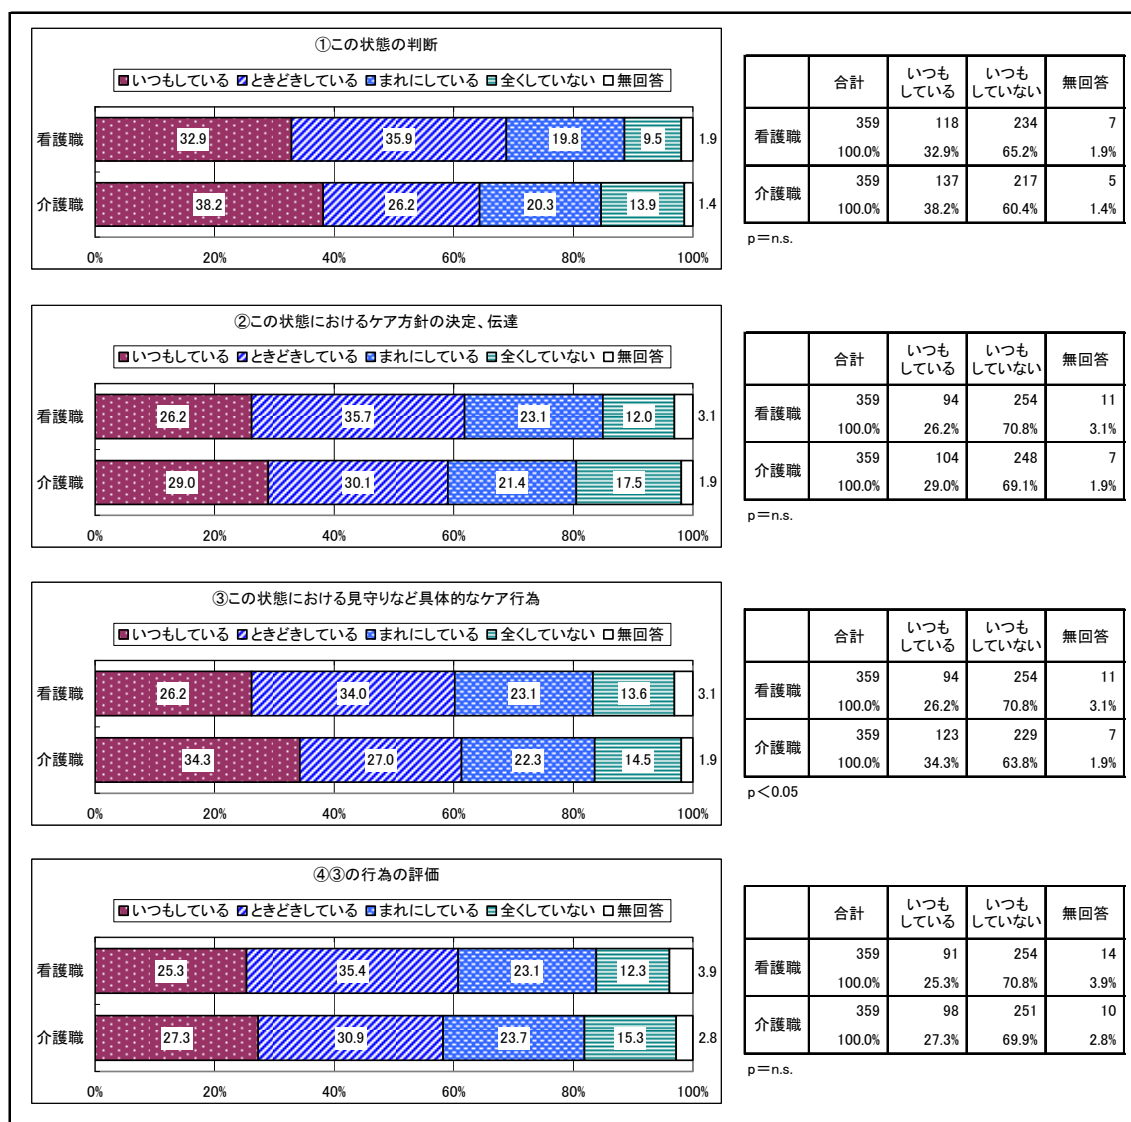 ①この状態の判断
■いつもしている ときどきしている まれにしている 全くしていない □無回答
看護職 32.9 35.9 19.8 9.5 1.9
介護職 38.2 26.2 20.3 13.9 1.4
0% 20% 40% 60% 80% 100%
合計 いつもしている いつもしていない 無回答
看護職 359 118 234 7
100.0% 32.9% 65.2% 1.9%
介護職 359 137 217 5
100.0% 38.2% 60.4% 1.4%
p=n.s.
②この状態におけるケア方針の決定、伝達
■いつもしている ときどきしている まれにしている 全くしていない □無回答
看護職 26.2 35.7 23.1 12.0 3.1
介護職 29.0 30.1 21.4 17.5 1.9
0% 20% 40% 60% 80% 100%
合計 いつもしている いつもしていない 無回答
看護職 359 94 254 11
100.0% 26.2% 70.8% 3.1%
介護職 359 104 248 7
100.0% 29.0% 69.1% 1.9%
p=n.s.
③この状態における見守りなど具体的なケア行為
■いつもしている ときどきしている まれにしている 全くしていない □無回答
看護職 26.2 34.0 23.1 13.6 3.1
介護職 34.3 27.0 22.3 14.5 1.9
0% 20% 40% 60% 80% 100%
合計 いつもしている いつもしていない 無回答
看護職 359 94 254 11
100.0% 26.2% 70.8% 3.1%
介護職 359 123 229 7
100.0% 34.3% 63.8% 1.9%
p<0.05
④③の行為の評価
■いつもしている ときどきしている まれにしている 全くしていない □無回答
看護職 25.3 35.4 23.1 12.3 3.9
介護職 27.3 30.9 23.7 15.3 2.8
0% 20% 40% 60% 80% 100%
合計 いつもしている いつもしていない 無回答
看護職 359 91 254 14
100.0% 25.3% 70.8% 3.9%
介護職 359 98 251 10
100.0% 27.3% 69.9% 2.8%
p=n.s.